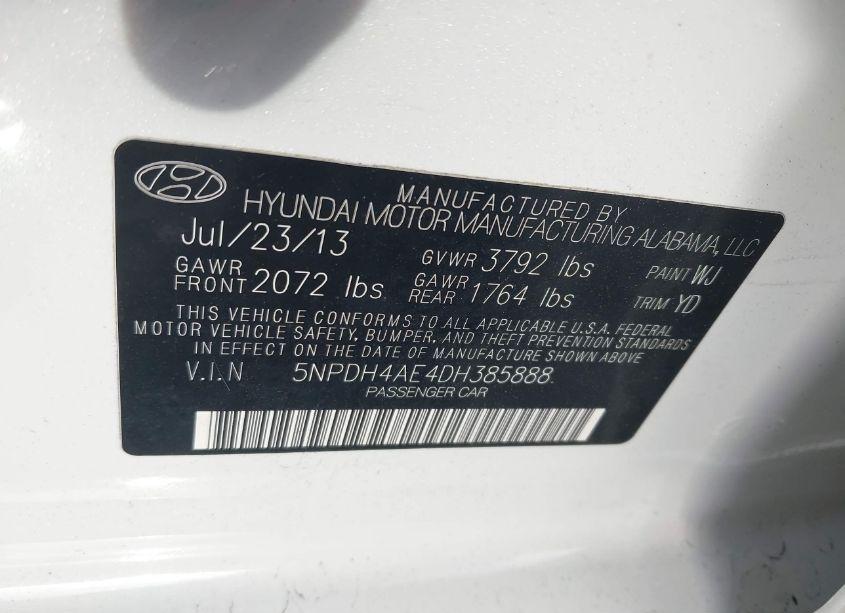 MANUFACTURED BY
HYUNDAI MOTOR MANUFACTURING ALABAMA, LLC
Jul/23/13 GVWR 3792 lbs PAINT WJ
GAWR FRONT 2072 lbs GAWR REAR 1764 lbs TRIM YD
THIS VEHICLE CONFORMS TO ALL APPLICABLE U.S.A. FEDERAL
MOTOR VEHICLE SAFETY, BUMPER, AND THEFT PREVENTION STANDARDS
IN EFFECT ON THE DATE OF MANUFACTURE SHOWN ABOVE
V.I.N 5NPDH4AE4DH385888
PASSENGER CAR